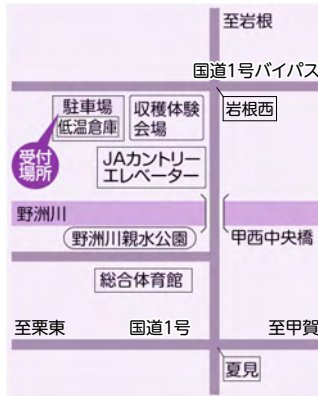 至岩根
国道1号バイパス
駐車場
低温倉庫
収穫体験
会場
岩根西
受付
場所
JAカントリー
エレベーター
野洲川
野洲川親水公園
甲西中央橋
総合体育館
至栗東
国道1号
至甲賀
夏見